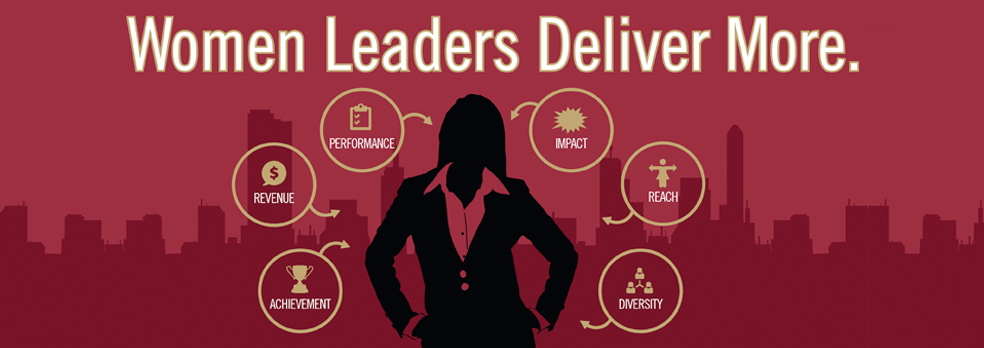 Women Leaders Deliver More.
PERFORMANCE
IMPACT
$
REVENUE
REACH
ACHIEVEMENT
DIVERSITY